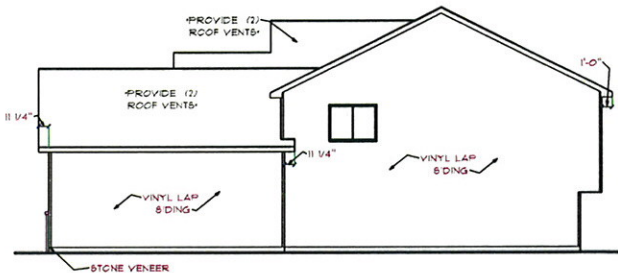 PROVIDE (2)
ROOF VENTS
1'-0"
PROVIDE (2)
ROOF VENTS
11 1/4"
11 1/4"
VINYL LAP
SIDING
VINYL LAP
SIDING
STONE VENEER